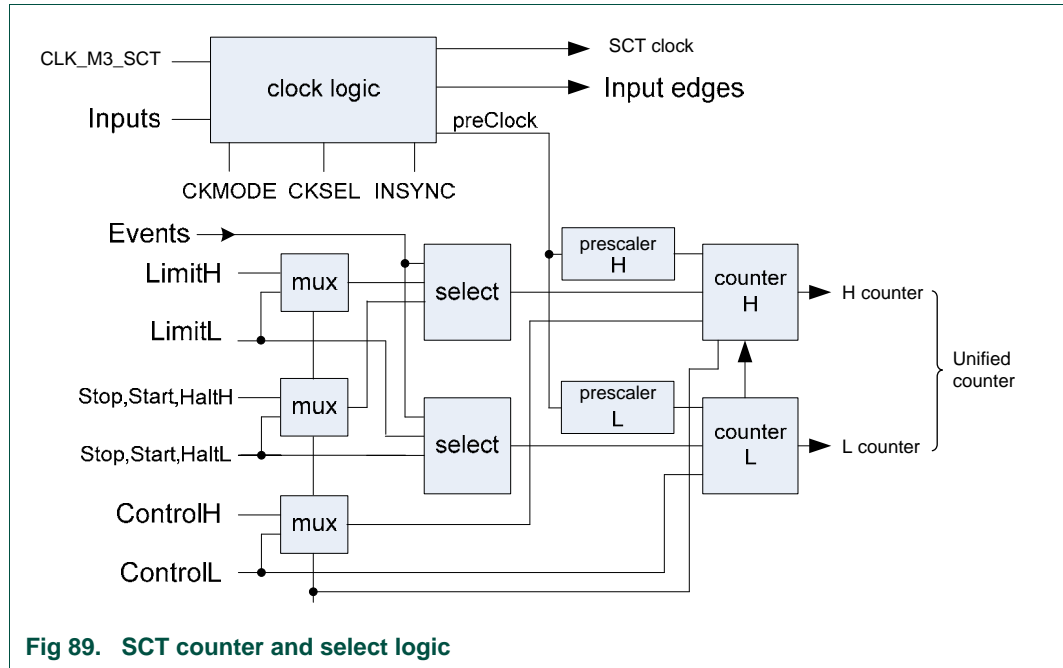 CLK_M3_SCT
Inputs
clock logic
SCT clock
Input edges
preClock
CKMODE CKSEL INSYNC
Events
LimitH
LimitL
Stop,Start,HaltH
Stop,Start,HaltL
ControlH
ControlL
mux
mux
mux
select
select
prescaler
H
prescaler
L
counter
H
counter
L
H counter
L counter
Unified
counter
Fig 89. SCT counter and select logic